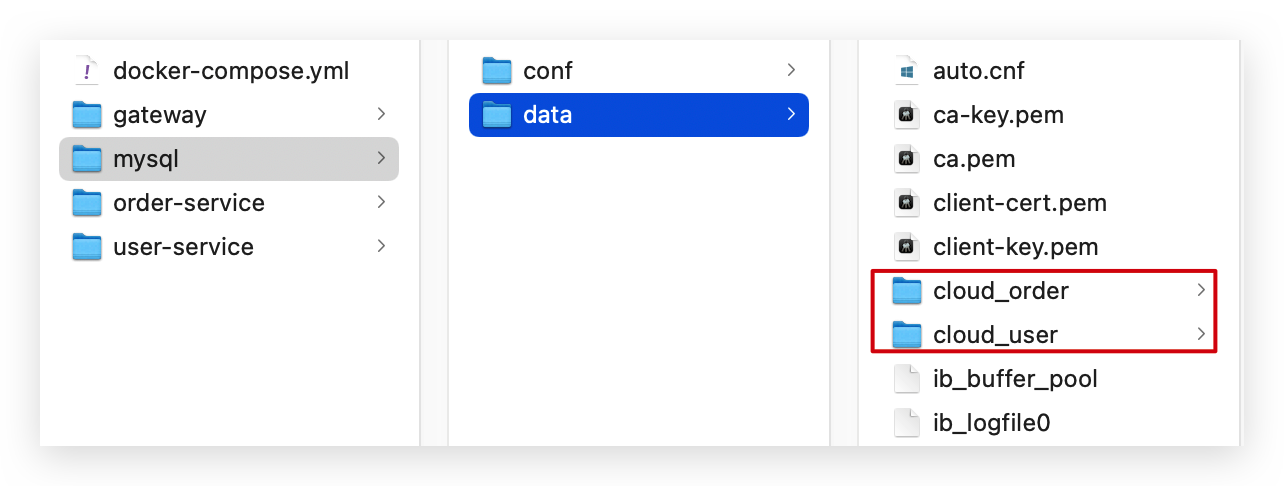 docker-compose.yml
gateway
mysql
order-service
user-service
conf
data
auto.cnf
ca-key.pem
ca.pem
client-cert.pem
client-key.pem
cloud_order
cloud_user
ib_buffer_pool
ib_logfile0